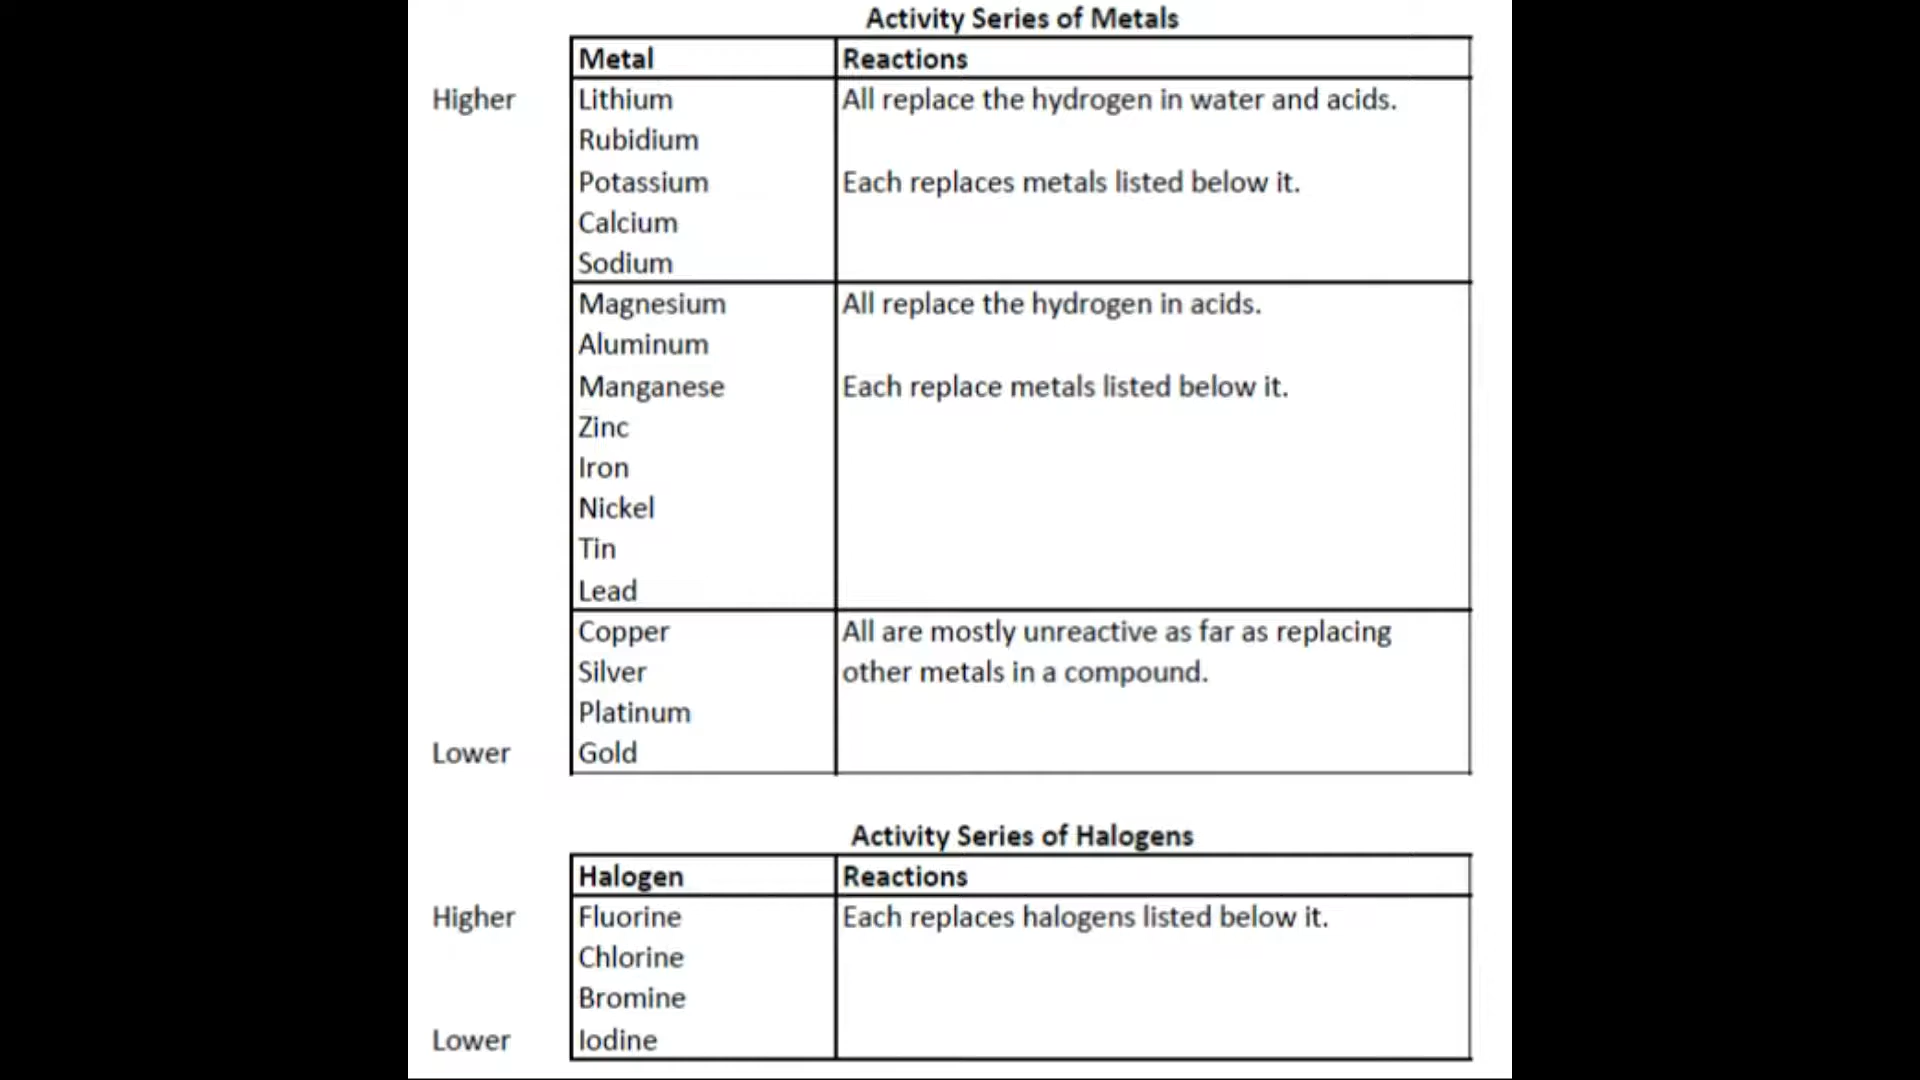 Activity Series of Metals
Metal Reactions
Higher Lithium All replace the hydrogen in water and acids.
Rubidium
Potassium Each replaces metals listed below it.
Calcium
Sodium
Magnesium All replace the hydrogen in acids.
Aluminum
Manganese Each replace metals listed below it.
Zinc
Iron
Nickel
Tin
Lead
Copper All are mostly unreactive as far as replacing
Silver other metals in a compound.
Platinum
Lower Gold
Activity Series of Halogens
Halogen Reactions
Higher Fluorine Each replaces halogens listed below it.
Chlorine
Bromine
Lower Iodine